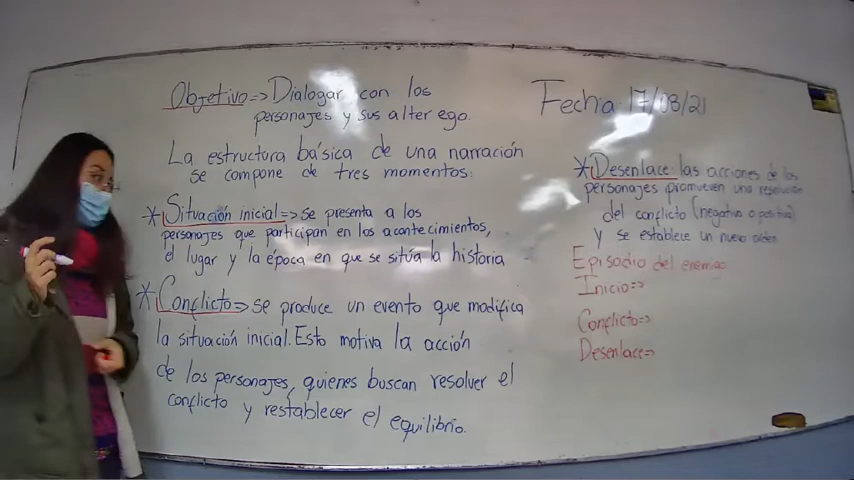 Objetivo=> Dialogar con los
personajes y sus alter ego.
La estructura básica de una narración
se compone de tres momentos:
* Situación inicial=> se presenta a los
personajes que participan en los acontecimientos,
el lugar y la época en que se sitúa la historia
* Conflicto=> se produce un evento que modifica
la situación inicial. Esto motiva la acción
de los personajes, quienes buscan resolver el
conflicto y restablecer el equilibrio.
Fecha: 17/08/21
* Desenlace: las acciones de los
personajes promueven una resolución
del conflicto (negativa o positiva)
y se establece un nuevo orden
Episodio del enemigo
Inicio=>
Conflicto=>
Desenlace=>